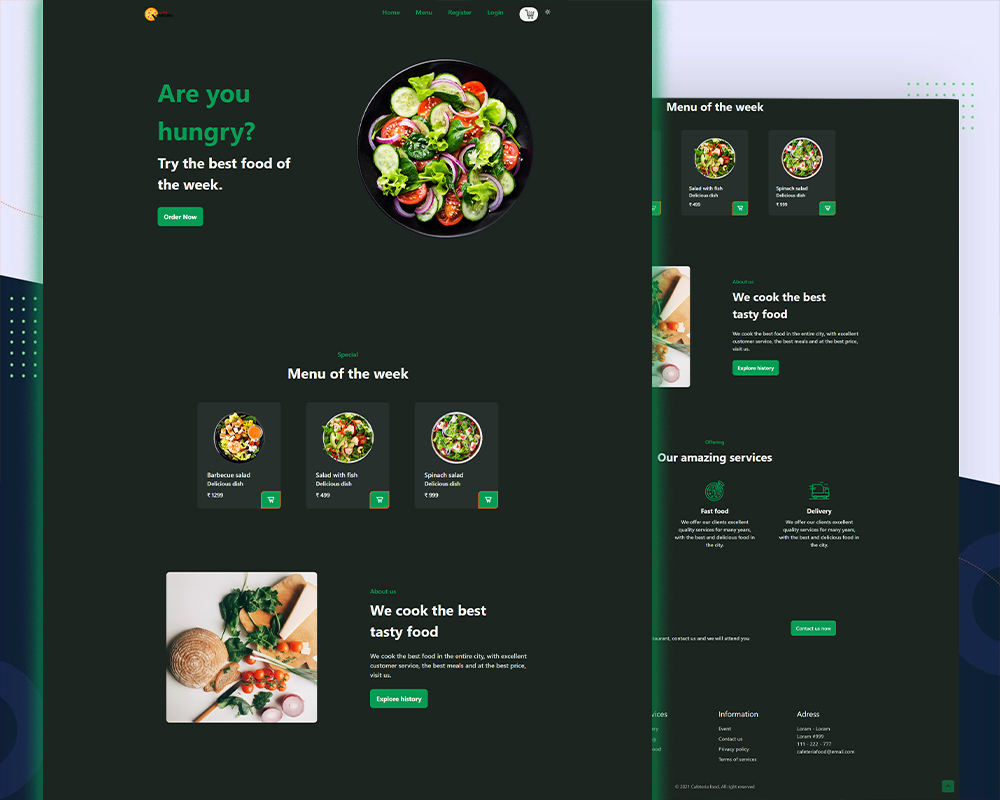 Home Menu Register Login
Are you
hungry?
Try the best food of
the week.
Order Now
Special
Menu of the week
Barbecue salad
Delicious dish
₹ 1299
Salad with fish
Delicious dish
₹ 499
Spinach salad
Delicious dish
₹ 999
About us
We cook the best
tasty food
We cook the best food in the entire city, with excellent
customer service, the best meals and at the best price,
visit us.
Explore history
Menu of the week
Salad with fish
Delicious dish
₹ 499
Spinach salad
Delicious dish
₹ 999
About us
We cook the best
tasty food
We cook the best food in the entire city, with excellent
customer service, the best meals and at the best price,
visit us.
Explore history
Offering
Our amazing services
Fast food
We offer our clients excellent
quality services for many years,
with the best and delicious food in
the city.
Delivery
We offer our clients excellent
quality services for many years,
with the best and delicious food in
the city.
Contact us now
taurant, contact us and we will attend you
vices
ery
ood
Information
Event
Contact us
Privacy policy
Terms of services
Adress
Loram - Loram
Loram #999
111 - 222 - 777
cafeteriafood@email.com
© 2021 Cafeteria food. All right reserved